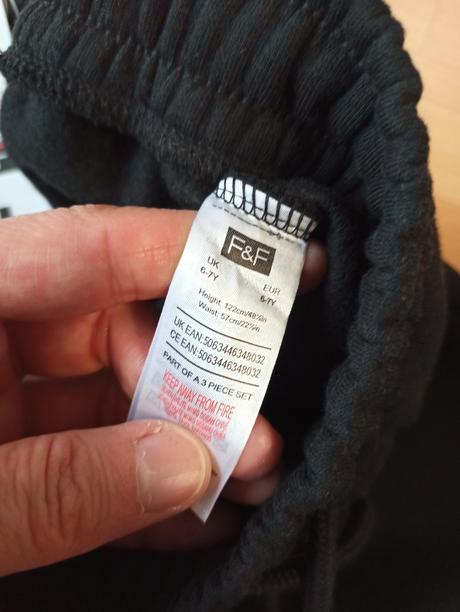 F&F
UK EUR
6-7Y 6-7Y
Height: 122cm/48in
Waist: 57cm/22½in
UK EAN:5063446348032
CE EAN:5063446348032
PART OF A 3 PIECE SET
KEEP AWAY FROM FIRE